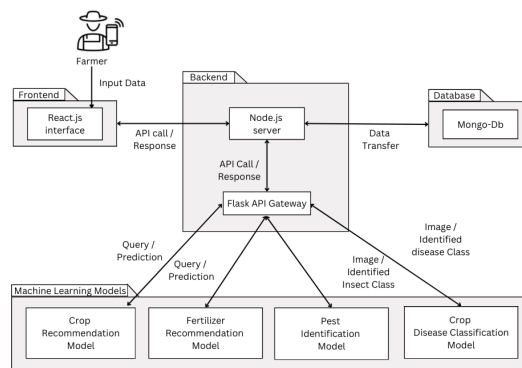 Farmer
Input Data
Frontend
React.js
interface
Backend
Node.js
server
Database
Mongo-Db
API call /
Response
Data
Transfer
API Call /
Response
Flask API Gateway
Query /
Prediction
Query /
Prediction
Image /
Identified
Insect Class
Image /
Identified
disease Class
Machine Learning Models
Crop
Recommendation
Model
Fertilizer
Recommendation
Model
Pest
Identification
Model
Crop
Disease Classification
Model